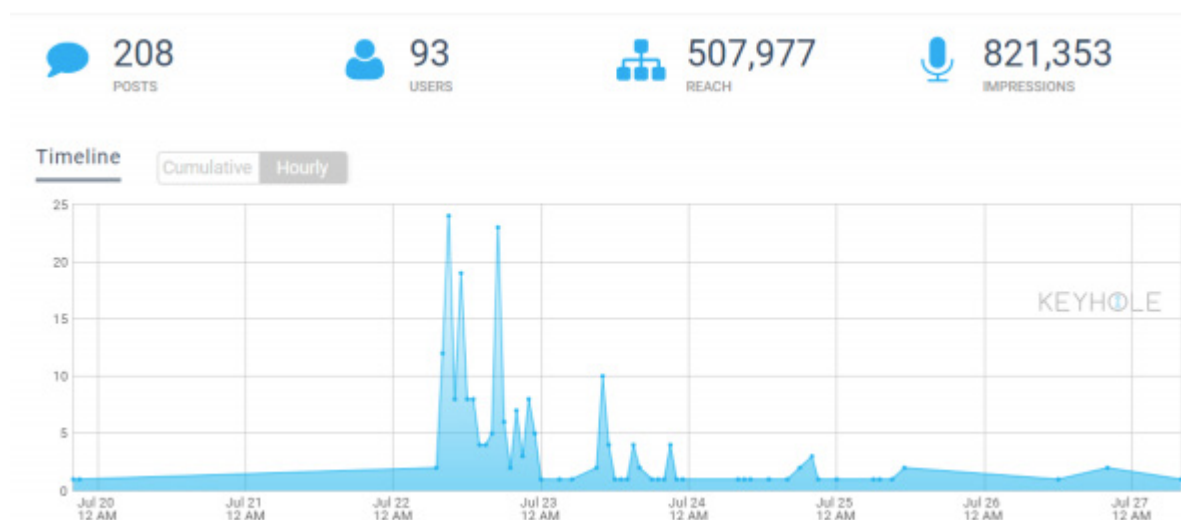 208
POSTS
93
USERS
507,977
REACH
821,353
IMPRESSIONS
Timeline
Cumulative
Hourly
25
20
15
10
5
0
KEYHOLE
Jul 20
12 AM
Jul 21
12 AM
Jul 22
12 AM
Jul 23
12 AM
Jul 24
12 AM
Jul 25
12 AM
Jul 26
12 AM
Jul 27
12 AM